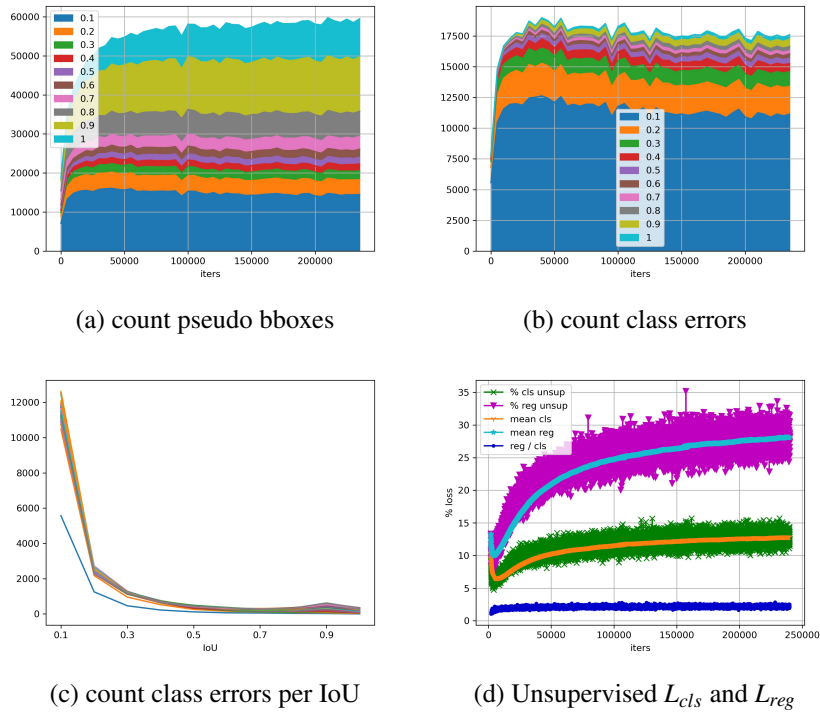 60000
50000
40000
30000
20000
10000
0
0.1
0.2
0.3
0.4
0.5
0.6
0.7
0.8
0.9
1
0 50000 100000 150000 200000
iters
(a) count pseudo bboxes
17500
15000
12500
10000
7500
5000
2500
0
0.1
0.2
0.3
0.4
0.5
0.6
0.7
0.8
0.9
1
0 50000 100000 150000 200000
iters
(b) count class errors
12000
10000
8000
6000
4000
2000
0
0.1 0.3 0.5 0.7 0.9
IoU
(c) count class errors per IoU
% loss
35
30
25
20
15
10
5
0
% cls unsup
% reg unsup
mean cls
mean reg
reg / cls
0 50000 100000 150000 200000 250000
iters
(d) Unsupervised L_cls and L_reg